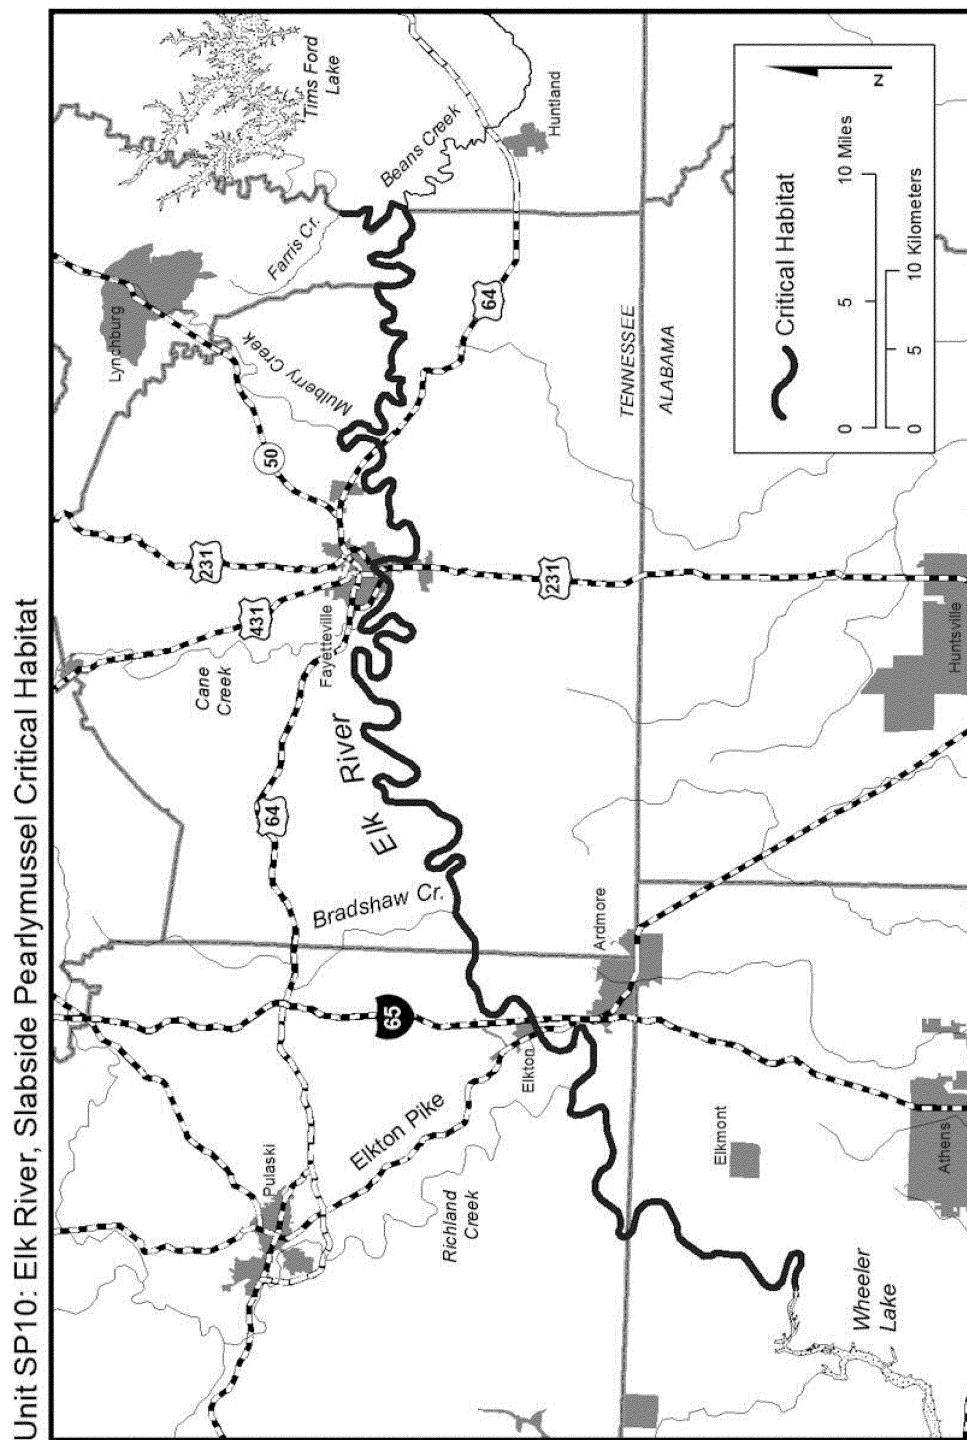 Unit SP10: Elk River, Slabside Pearlymussel Critical Habitat
Pulaski
Elkton Pike
Richland
Creek
65
64
Bradshaw Cr.
Elk
River
Cane
Creek
431
231
50
Fayetteville
Mulberry Creek
Lynchburg
Farris Cr.
Tims Ford
Lake
Beans Creek
Huntland
64
231
Elkton
Ardmore
Elkmont
Athens
Wheeler
Lake
Huntsville
TENNESSEE
ALABAMA
Critical Habitat
0 5 10 Miles
0 5 10 Kilometers
N